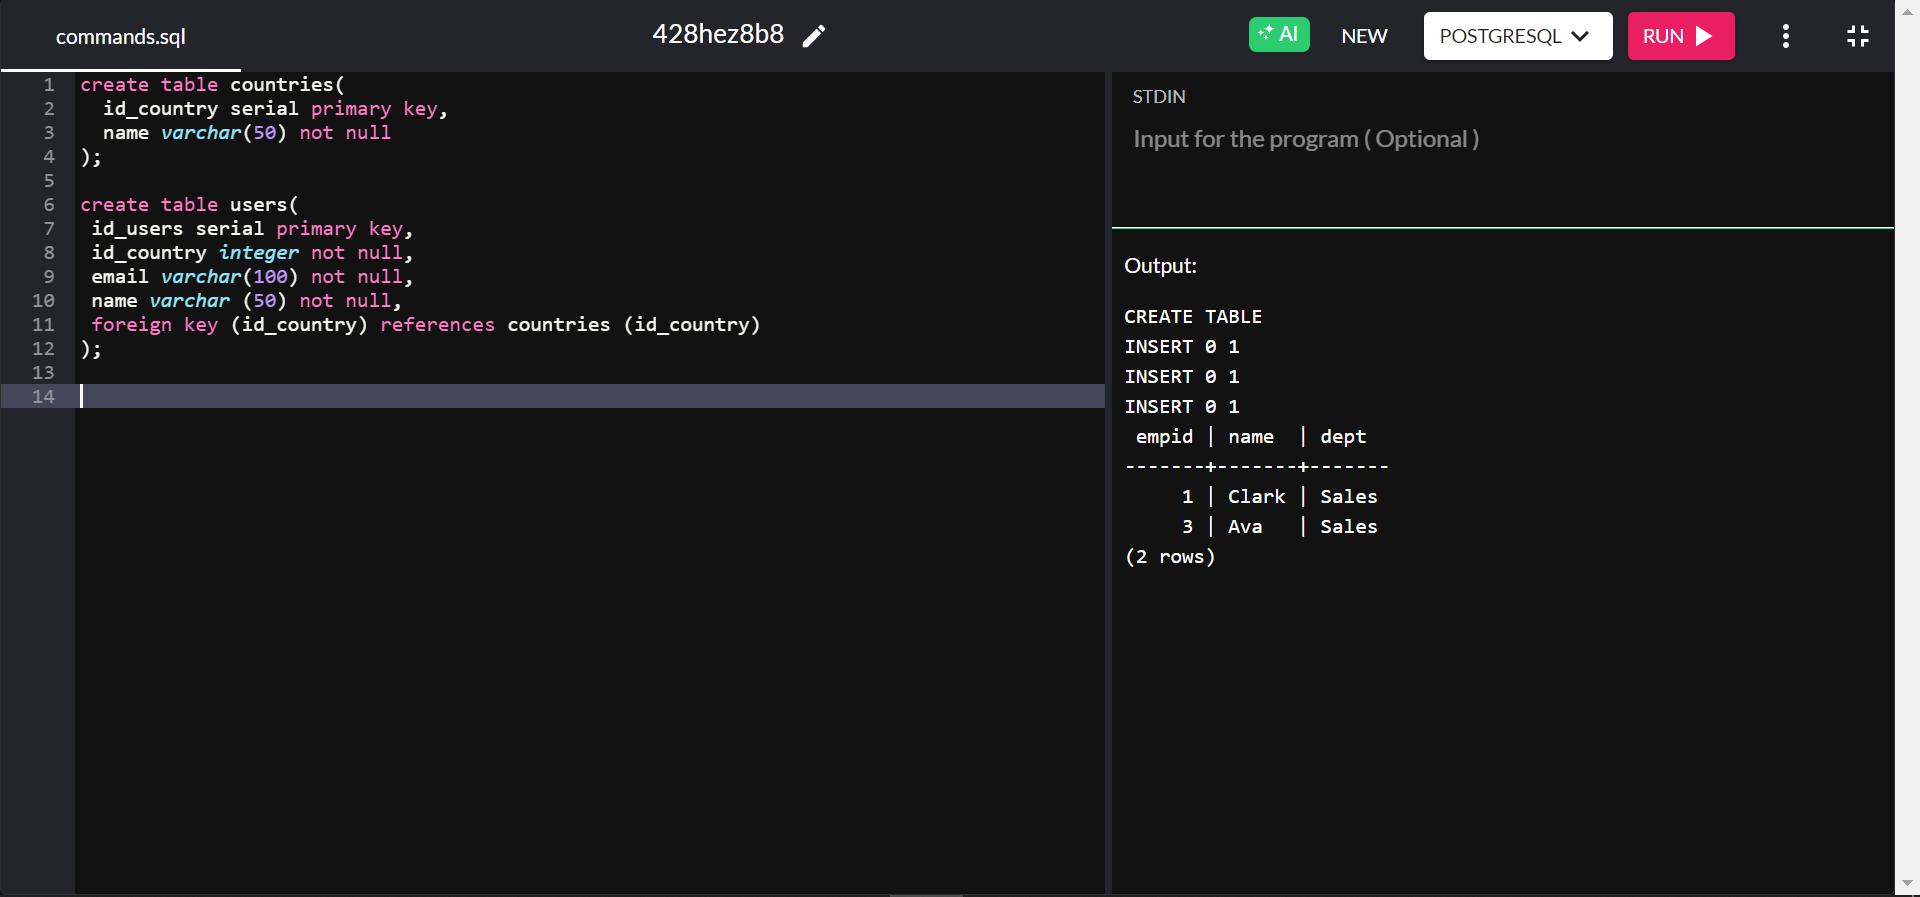 commands.sql
428hez8b8
AI
NEW
POSTGRESQL
RUN
1 create table countries(
2   id_country serial primary key,
3   name varchar(50) not null
4 );
5
6 create table users(
7  id_users serial primary key,
8  id_country integer not null,
9  email varchar(100) not null,
10  name varchar (50) not null,
11  foreign key (id_country) references countries (id_country)
12 );
13
14
STDIN
Input for the program ( Optional )
Output:
CREATE TABLE
INSERT 0 1
INSERT 0 1
INSERT 0 1
 empid | name  | dept
-------+-------+-------
     1 | Clark | Sales
     3 | Ava   | Sales
(2 rows)